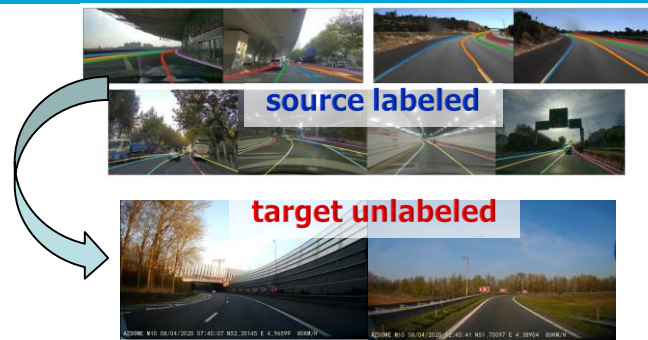 source labeled
target unlabeled
AZDOME M10 08/04/2020 07:40:07 N52.35145 E 4.96599 80KM/H
AZDOME M10 08/04/2020 12:45:41 N51.70097 E 4.38904 80KM/H